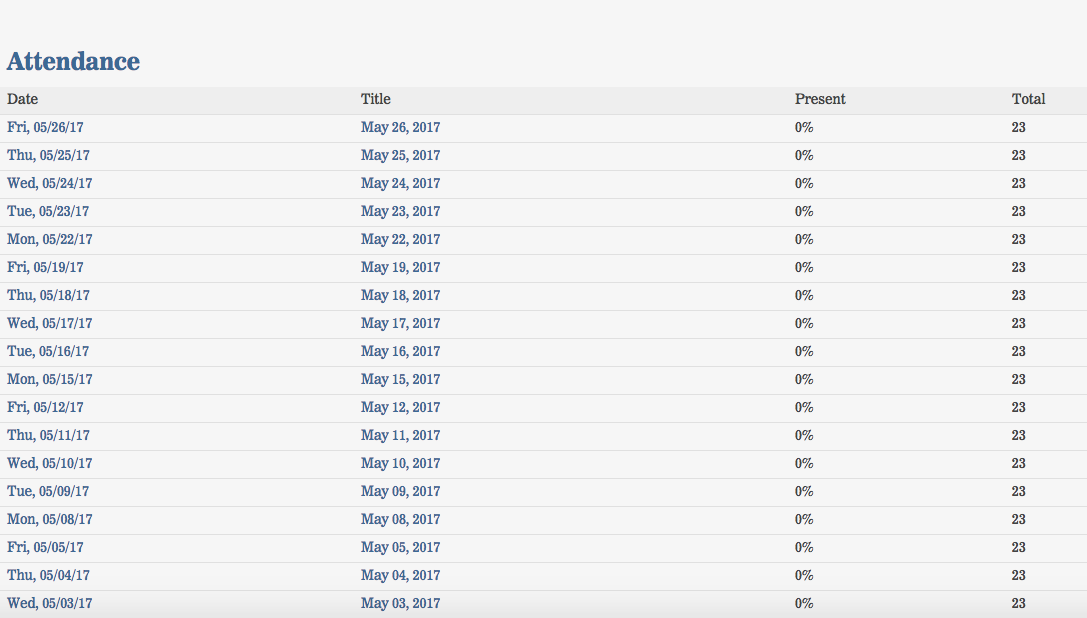 Attendance
Date Title Present Total
Fri, 05/26/17 May 26, 2017 0% 23
Thu, 05/25/17 May 25, 2017 0% 23
Wed, 05/24/17 May 24, 2017 0% 23
Tue, 05/23/17 May 23, 2017 0% 23
Mon, 05/22/17 May 22, 2017 0% 23
Fri, 05/19/17 May 19, 2017 0% 23
Thu, 05/18/17 May 18, 2017 0% 23
Wed, 05/17/17 May 17, 2017 0% 23
Tue, 05/16/17 May 16, 2017 0% 23
Mon, 05/15/17 May 15, 2017 0% 23
Fri, 05/12/17 May 12, 2017 0% 23
Thu, 05/11/17 May 11, 2017 0% 23
Wed, 05/10/17 May 10, 2017 0% 23
Tue, 05/09/17 May 09, 2017 0% 23
Mon, 05/08/17 May 08, 2017 0% 23
Fri, 05/05/17 May 05, 2017 0% 23
Thu, 05/04/17 May 04, 2017 0% 23
Wed, 05/03/17 May 03, 2017 0% 23